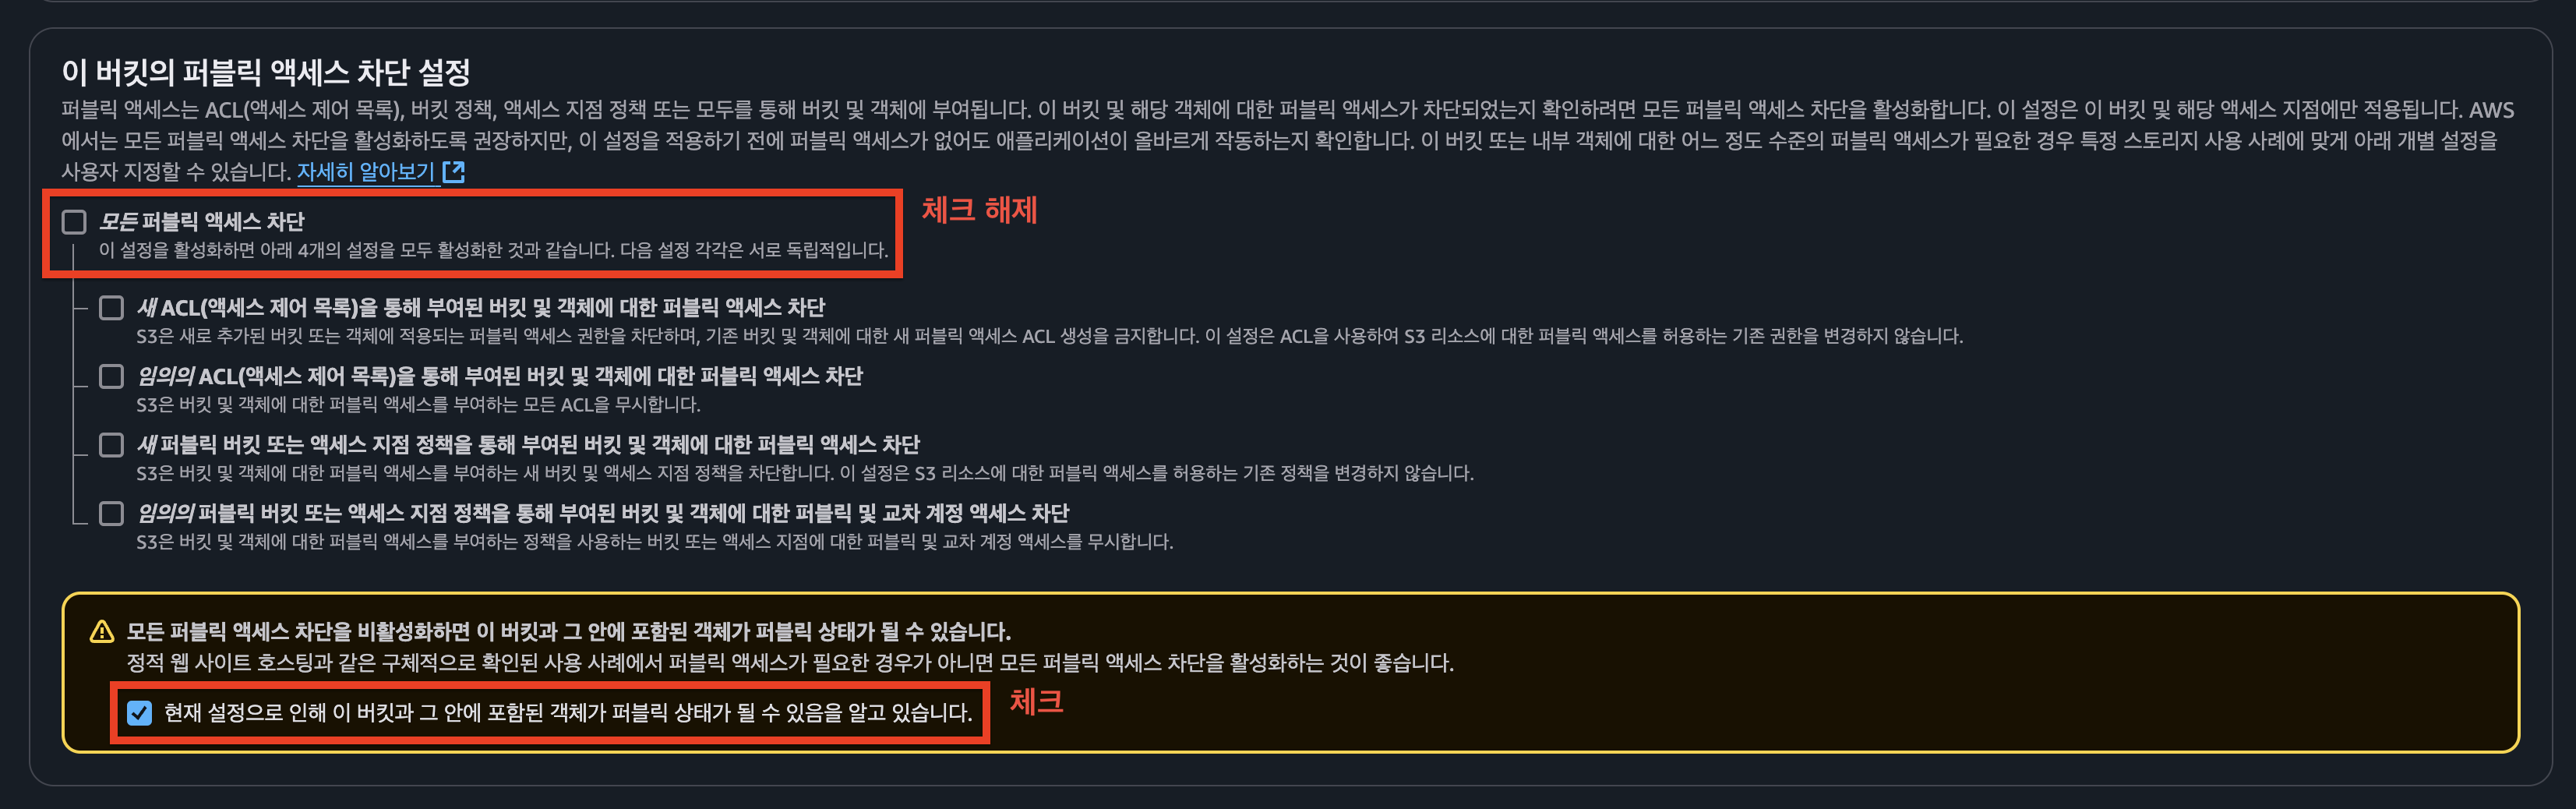 이 버킷의 퍼블릭 액세스 차단 설정
퍼블릭 액세스는 ACL(액세스 제어 목록), 버킷 정책, 액세스 지점 정책 또는 모두를 통해 버킷 및 객체에 부여됩니다. 이 버킷 및 해당 객체에 대한 퍼블릭 액세스가 차단되었는지 확인하려면 모든 퍼블릭 액세스 차단을 활성화합니다. 이 설정은 이 버킷 및 해당 액세스 지점에만 적용됩니다. AWS
에서는 모든 퍼블릭 액세스 차단을 활성화하도록 권장하지만, 이 설정을 적용하기 전에 퍼블릭 액세스가 없어도 애플리케이션이 올바르게 작동하는지 확인합니다. 이 버킷 또는 내부 객체에 대한 어느 정도 수준의 퍼블릭 액세스가 필요한 경우 특정 스토리지 사용 사례에 맞게 아래 개별 설정을
사용자 지정할 수 있습니다. 자세히 알아보기
모든 퍼블릭 액세스 차단
체크 해제
이 설정을 활성화하면 아래 4개의 설정을 모두 활성화한 것과 같습니다. 다음 설정 각각은 서로 독립적입니다.
새 ACL(액세스 제어 목록)을 통해 부여된 버킷 및 객체에 대한 퍼블릭 액세스 차단
S3은 새로 추가된 버킷 또는 객체에 적용되는 퍼블릭 액세스 권한을 차단하며, 기존 버킷 및 객체에 대한 새 퍼블릭 액세스 ACL 생성을 금지합니다. 이 설정은 ACL을 사용하여 S3 리소스에 대한 퍼블릭 액세스를 허용하는 기존 권한을 변경하지 않습니다.
임의의 ACL(액세스 제어 목록)을 통해 부여된 버킷 및 객체에 대한 퍼블릭 액세스 차단
S3은 버킷 및 객체에 대한 퍼블릭 액세스를 부여하는 모든 ACL을 무시합니다.
새 퍼블릭 버킷 또는 액세스 지점 정책을 통해 부여된 버킷 및 객체에 대한 퍼블릭 액세스 차단
S3은 버킷 및 객체에 대한 퍼블릭 액세스를 부여하는 새 버킷 및 액세스 지점 정책을 차단합니다. 이 설정은 S3 리소스에 대한 퍼블릭 액세스를 허용하는 기존 정책을 변경하지 않습니다.
임의의 퍼블릭 버킷 또는 액세스 지점 정책을 통해 부여된 버킷 및 객체에 대한 퍼블릭 및 교차 계정 액세스 차단
S3은 버킷 및 객체에 대한 퍼블릭 액세스를 부여하는 정책을 사용하는 버킷 또는 액세스 지점에 대한 퍼블릭 및 교차 계정 액세스를 무시합니다.
모든 퍼블릭 액세스 차단을 비활성화하면 이 버킷과 그 안에 포함된 객체가 퍼블릭 상태가 될 수 있습니다.
정적 웹 사이트 호스팅과 같은 구체적으로 확인된 사용 사례에서 퍼블릭 액세스가 필요한 경우가 아니면 모든 퍼블릭 액세스 차단을 활성화하는 것이 좋습니다.
현재 설정으로 인해 이 버킷과 그 안에 포함된 객체가 퍼블릭 상태가 될 수 있음을 알고 있습니다.
체크